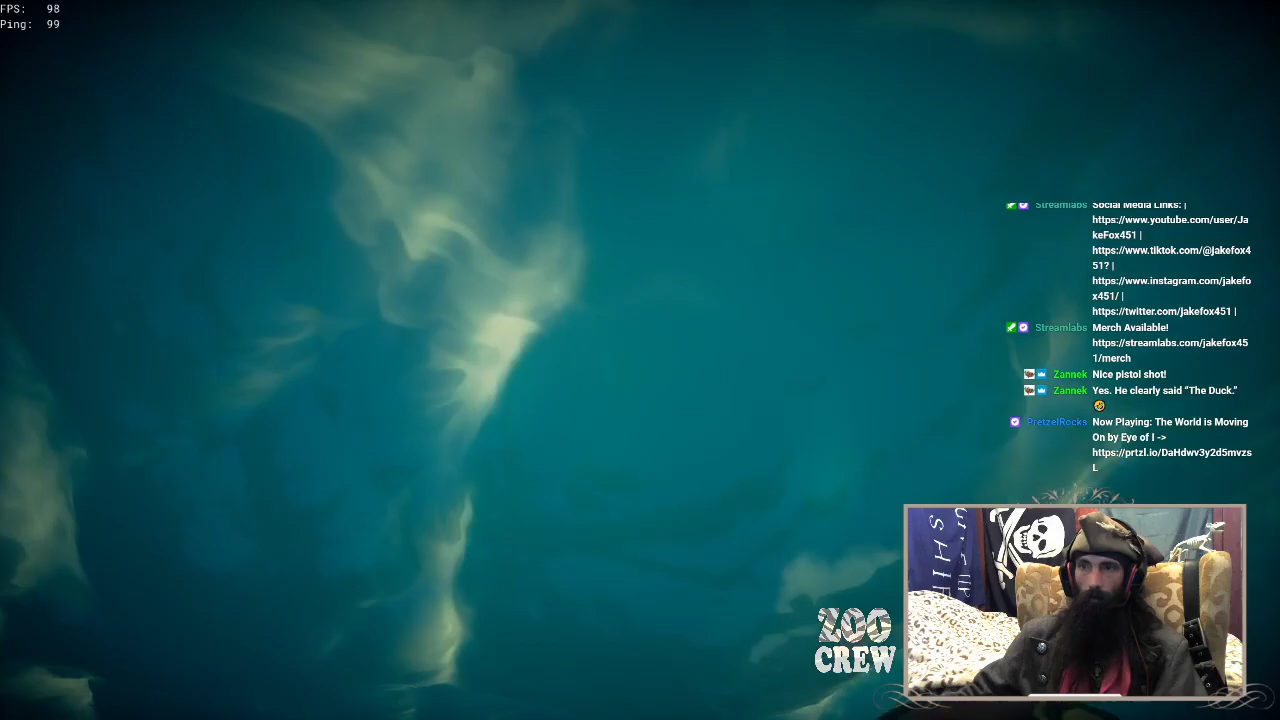 FPS: 98
Ping: 99
Streamlabs Social Media Links: |
https://www.youtube.com/user/Ja
keFox451 |
https://www.tiktok.com/@jakefox4
51? |
https://www.instagram.com/jakefo
x451/ |
https://twitter.com/jakefox451 |
Streamlabs Merch Available!
https://streamlabs.com/jakefox45
1/merch
Zannek Nice pistol shot!
Zannek Yes. He clearly said “The Duck.”
🤣
PretzelRocks Now Playing: The World is Moving
On by Eye of I ->
https://prtzl.io/DaHdwv3y2d5mvzs
L
ZOO
CREW